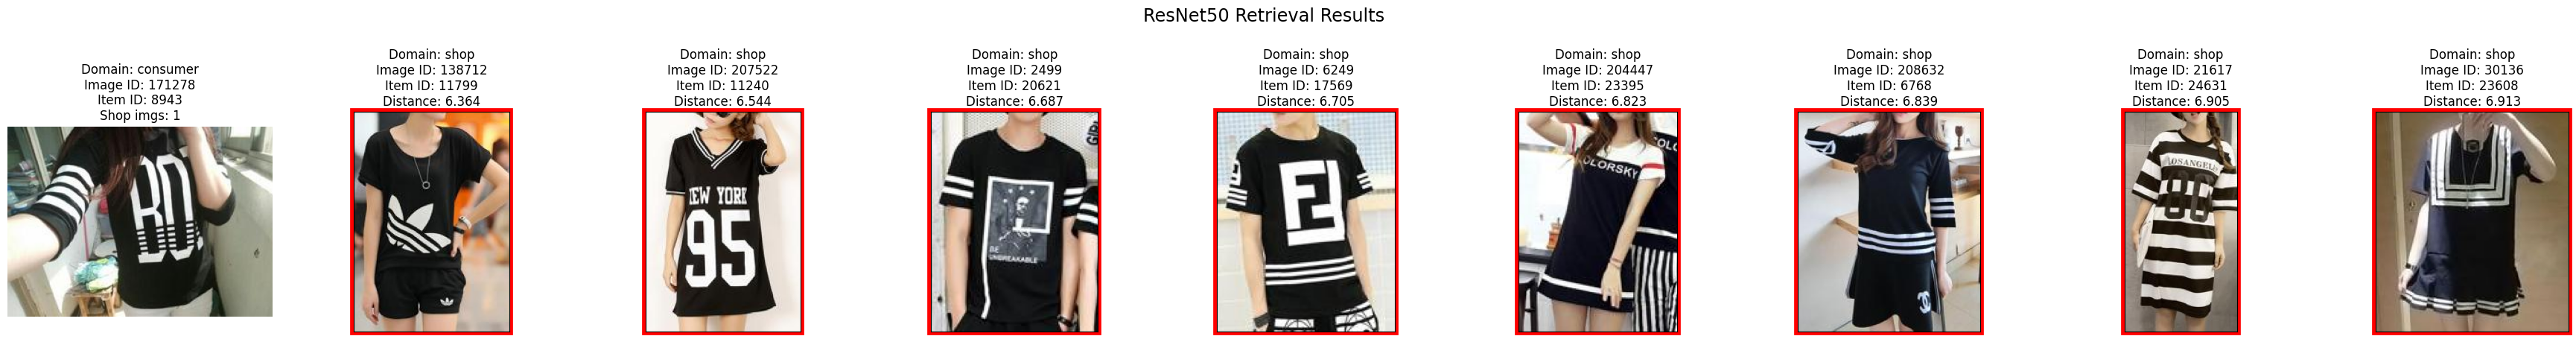 ResNet50 Retrieval Results
Domain: consumer
Image ID: 171278
Item ID: 8943
Shop imgs: 1
BO
Domain: shop
Image ID: 138712
Item ID: 11799
Distance: 6.364
Domain: shop
Image ID: 207522
Item ID: 11240
Distance: 6.544
NEW YORK
95
Domain: shop
Image ID: 2499
Item ID: 20621
Distance: 6.687
BE
UNBREAKABLE
Domain: shop
Image ID: 6249
Item ID: 17569
Distance: 6.705
Domain: shop
Image ID: 204447
Item ID: 23395
Distance: 6.823
OLORSKY
Domain: shop
Image ID: 208632
Item ID: 6768
Distance: 6.839
Domain: shop
Image ID: 21617
Item ID: 24631
Distance: 6.905
LOSANGELE
Domain: shop
Image ID: 30136
Item ID: 23608
Distance: 6.913